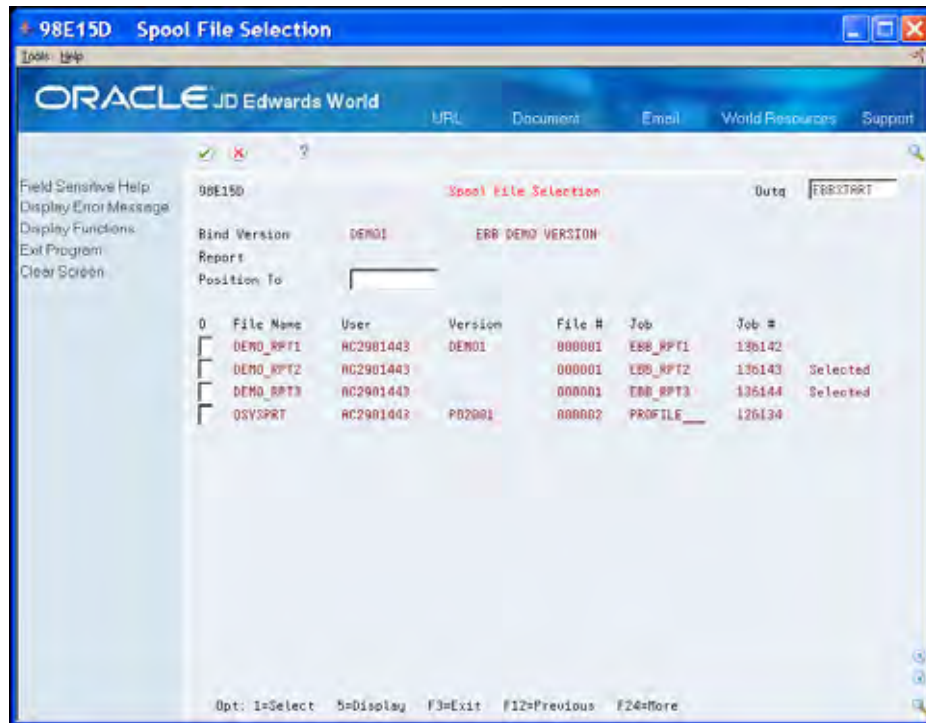 98E15D Spool File Selection
Tools Help
ORACLE JD Edwards World
URL Document Email World Resources Support
?
Field Sensitive Help
Display Error Message
Display Functions
Exit Program
Clear Screen
98E15D Spool File Selection Outq EBBSTART
Bind Version DEMO1 EBB DEMO VERSION
Report
Position To
O File Name User Version File # Job Job #
DEMO_RPT1 AC2901443 DEMO1 000001 EBB_RPT1 136142
DEMO_RPT2 AC2901443 000001 EBB_RPT2 136143 Selected
DEMO_RPT3 AC2901443 000001 EBB_RPT3 136144 Selected
QSYSPRT AC2901443 P02001 000002 PROFILE___ 126134
Opt: 1=Select 5=Display F3=Exit F12=Previous F24=More